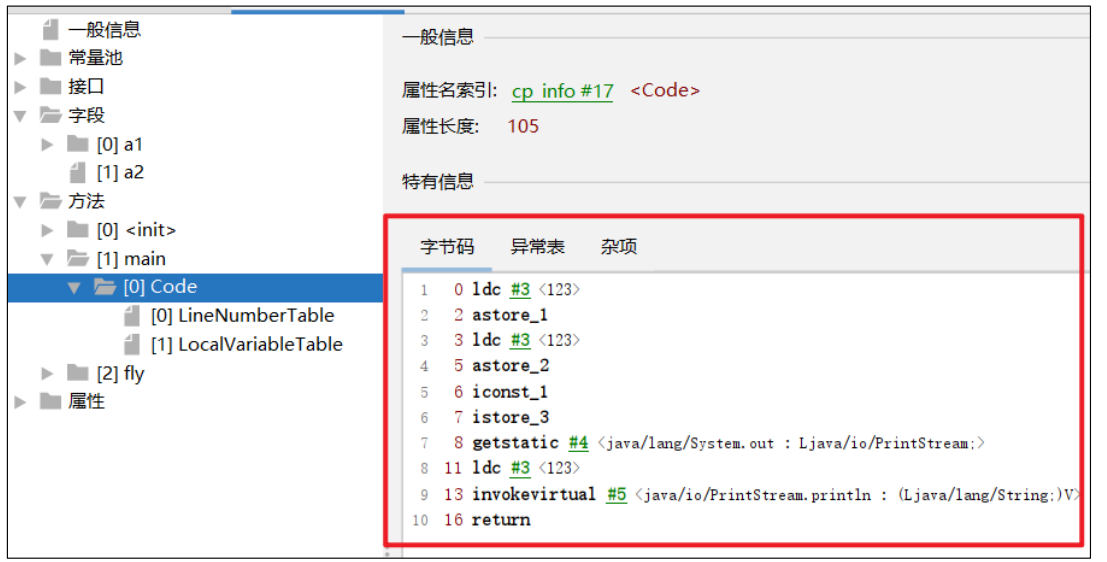 一般信息
常量池
接口
字段
[0] a1
[1] a2
方法
[0] <init>
[1] main
[0] Code
[0] LineNumberTable
[1] LocalVariableTable
[2] fly
属性
一般信息
属性名索引: cp_info #17 <Code>
属性长度: 105
特有信息
字节码 异常表 杂项
1 0 ldc #3 <123>
2 2 astore_1
3 3 ldc #3 <123>
4 5 astore_2
5 6 iconst_1
6 7 istore_3
7 8 getstatic #4 <java/lang/System.out : Ljava/io/PrintStream;>
8 11 ldc #3 <123>
9 13 invokevirtual #5 <java/io/PrintStream.println : (Ljava/lang/String;)V>
10 16 return